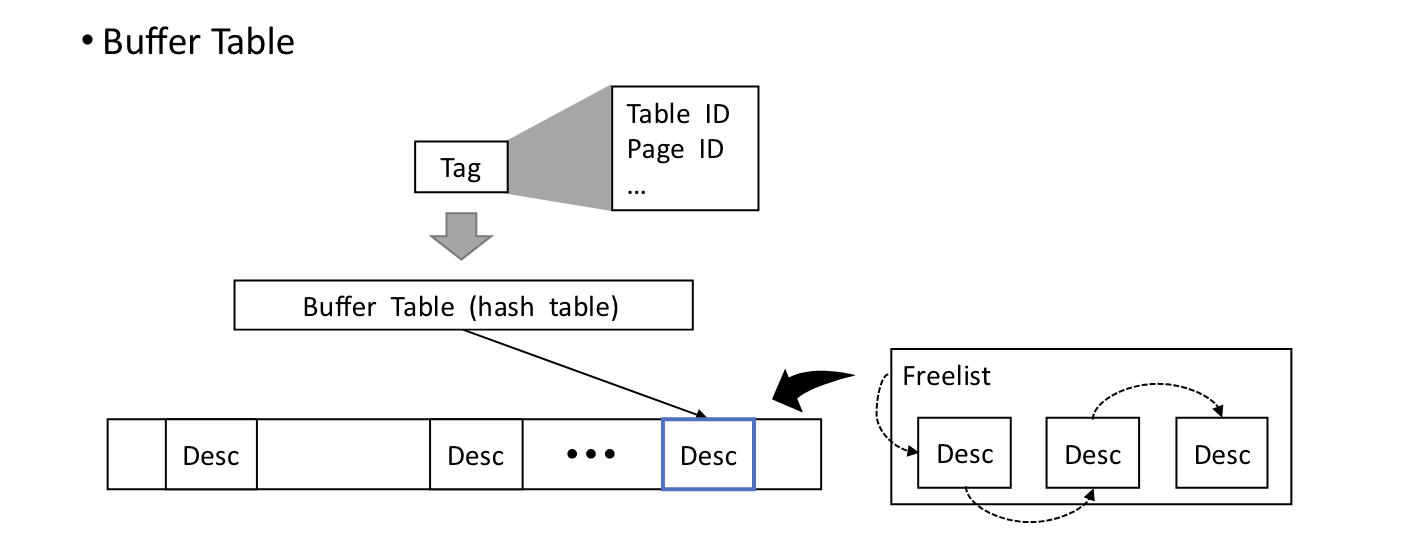 • Buffer Table
Table ID
Page ID
...
Tag
Buffer Table (hash table)
Freelist
Desc
Desc
•••
Desc
Desc
Desc
Desc